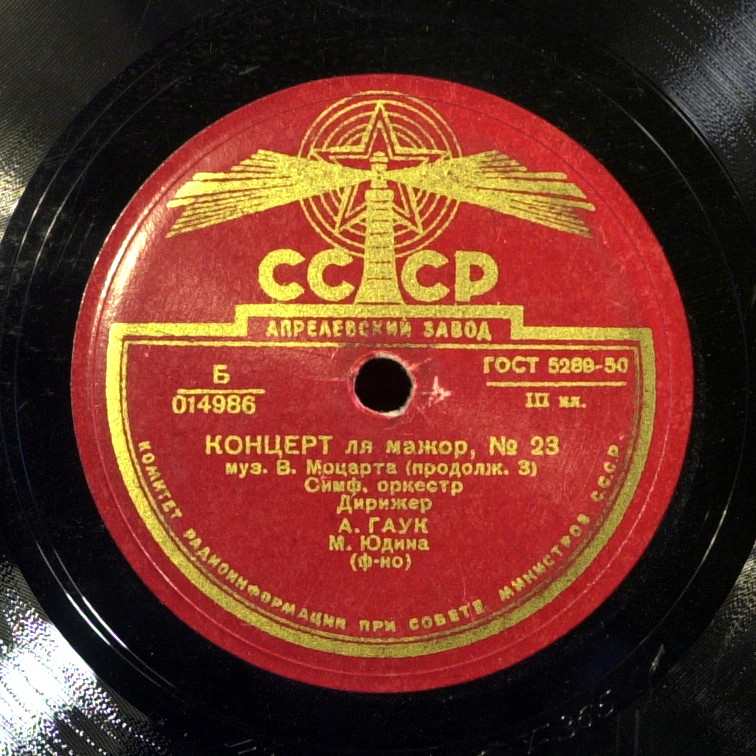 СССР
АПРЕЛЕВСКИЙ ЗАВОД
Б
014986
ГОСТ 5289-50
III кл.
КОНЦЕРТ ля мажор, № 23
муз. В. Моцарта (продолж. 3)
Симф. оркестр
Дирижер
А. ГАУК
М. Юдина
(ф-но)
КОМИТЕТ РАДИОИНФОРМАЦИИ ПРИ СОВЕТЕ МИНИСТРОВ СССР